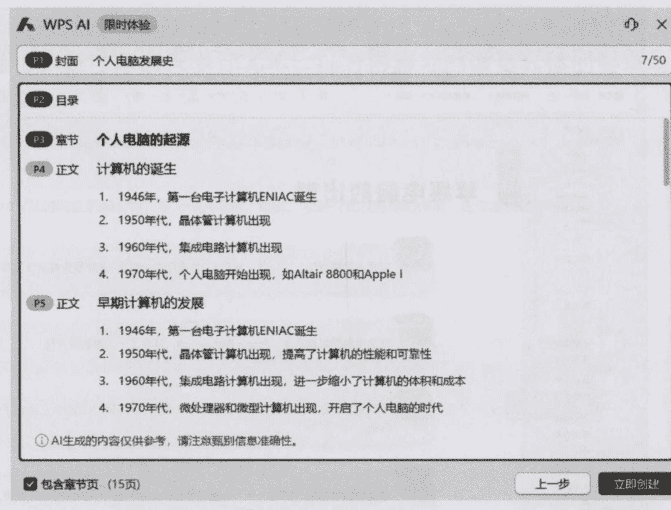 WPS AI 限时体验
P1 封面 个人电脑发展史 7/50
P2 目录
P3 章节 个人电脑的起源
P4 正文 计算机的诞生
1. 1946年，第一台电子计算机ENIAC诞生
2. 1950年代，晶体管计算机出现
3. 1960年代，集成电路计算机出现
4. 1970年代，个人电脑开始出现，如Altair 8800和Apple I
P5 正文 早期计算机的发展
1. 1946年，第一台电子计算机ENIAC诞生
2. 1950年代，晶体管计算机出现，提高了计算机的性能和可靠性
3. 1960年代，集成电路计算机出现，进一步缩小了计算机的体积和成本
4. 1970年代，微处理器和微型计算机出现，开启了个人电脑的时代
AI生成的内容仅供参考，请注意甄别信息准确性。
包含章节页 (15页) 上一步 立即创建